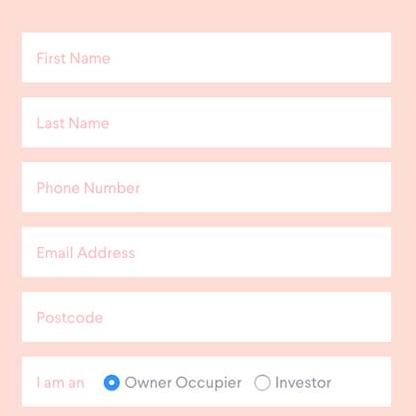 First Name
Last Name
Phone Number
Email Address
Postcode
I am an Owner Occupier Investor